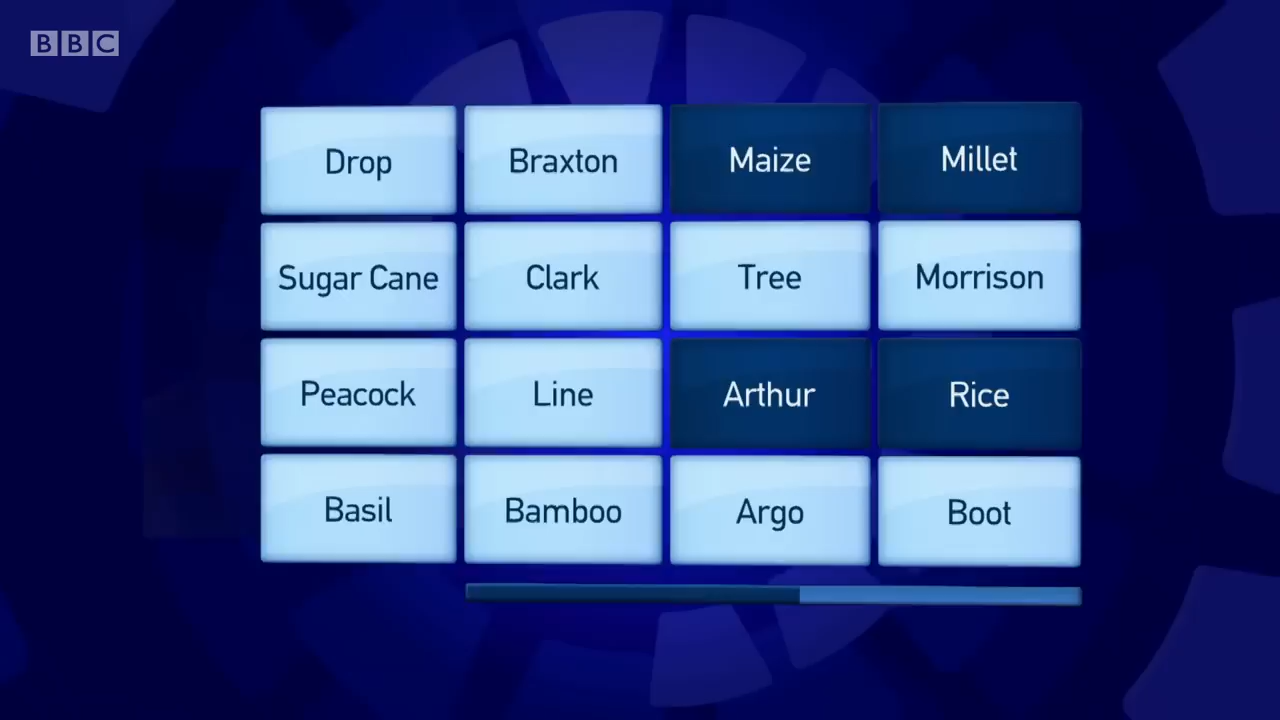 BBC
Drop
Braxton
Maize
Millet
Sugar Cane
Clark
Tree
Morrison
Peacock
Line
Arthur
Rice
Basil
Bamboo
Argo
Boot